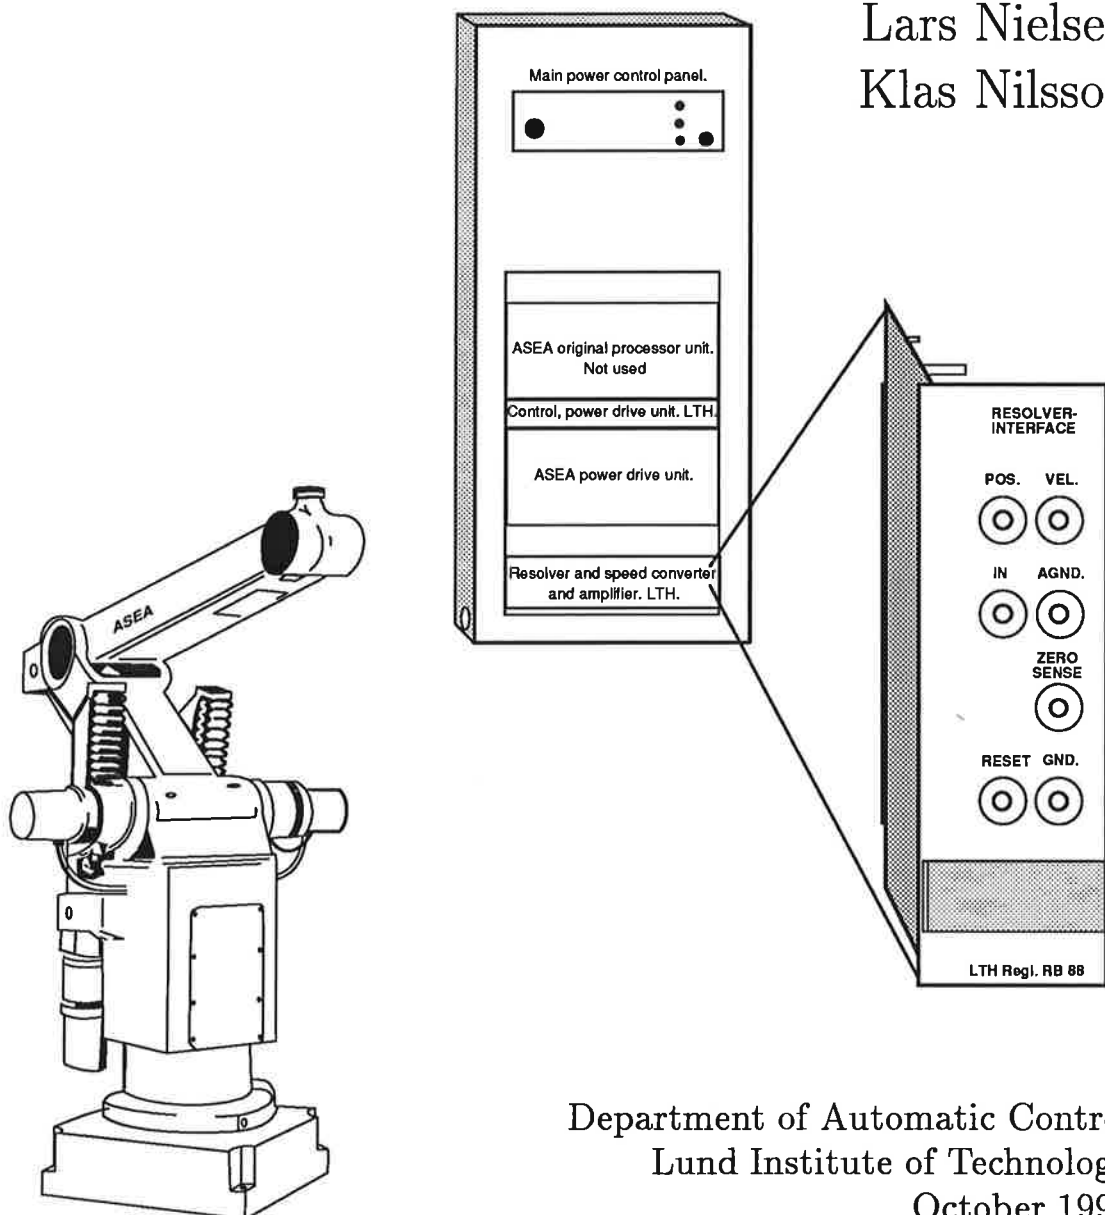 Lars Nielse
Klas Nilsso
Main power control panel.
ASEA original processor unit.
Not used
Control, power drive unit. LTH.
ASEA power drive unit.
Resolver and speed converter
and amplifier. LTH.
RESOLVER-
INTERFACE
POS. VEL.
IN AGND.
ZERO
SENSE
RESET GND.
LTH Regl. RB 88
ASEA
Department of Automatic Contr
Lund Institute of Technolog
October 199